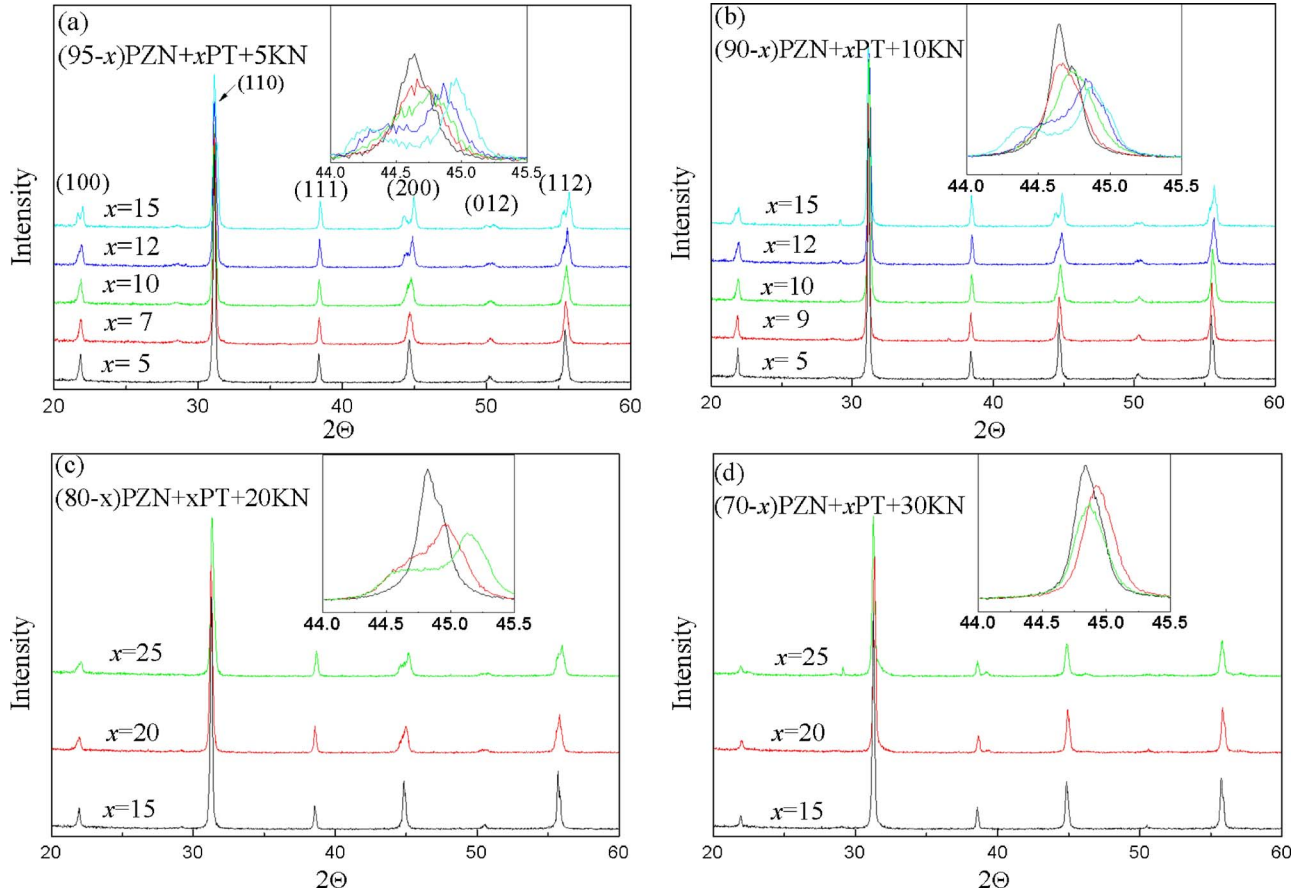 (a)
(95-x)PZN+xPT+5KN
(110)
44.0 44.5 45.0 45.5
(100)
(111)
(200)
(012)
(112)
x=15
x=12
x=10
x= 7
x= 5
Intensity
20 30 40 50 60
2Θ
(b)
(90-x)PZN+xPT+10KN
44.0 44.5 45.0 45.5
x=15
x=12
x=10
x= 9
x= 5
Intensity
20 30 40 50 60
2Θ
(c)
(80-x)PZN+xPT+20KN
44.0 44.5 45.0 45.5
x=25
x=20
x=15
Intensity
20 30 40 50 60
2Θ
(d)
(70-x)PZN+xPT+30KN
44.0 44.5 45.0 45.5
x=25
x=20
x=15
Intensity
20 30 40 50 60
2Θ